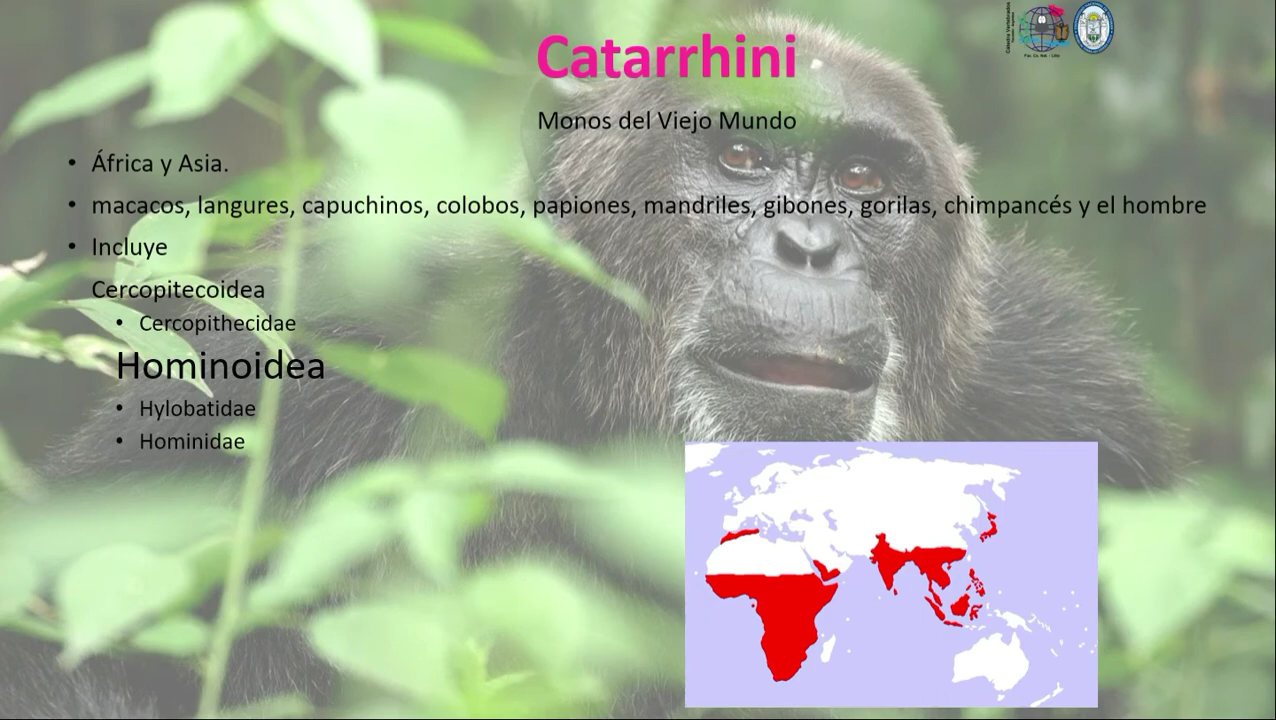 Catarrhini
Monos del Viejo Mundo
• África y Asia.
• macacos, langures, capuchinos, colobos, papiones, mandriles, gibones, gorilas, chimpancés y el hombre
• Incluye
Cercopitecoidea
• Cercopithecidae
Hominoidea
• Hylobatidae
• Hominidae